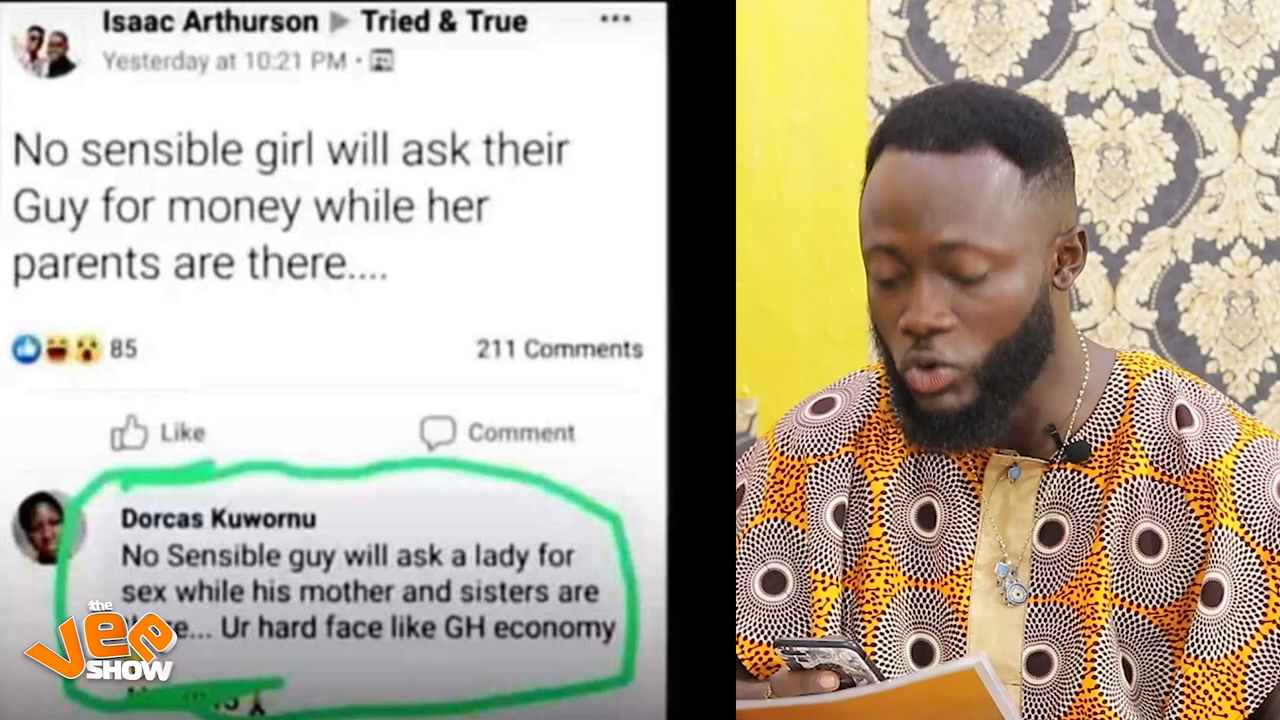 Isaac Arthurson ▶ Tried & True
Yesterday at 10:21 PM
No sensible girl will ask their
Guy for money while her
parents are there....
85
211 Comments
Like
Comment
Dorcas Kuwornu
No Sensible guy will ask a lady for
sex while his mother and sisters are
... Ur hard face like GH economy
the
Vee
SHOW